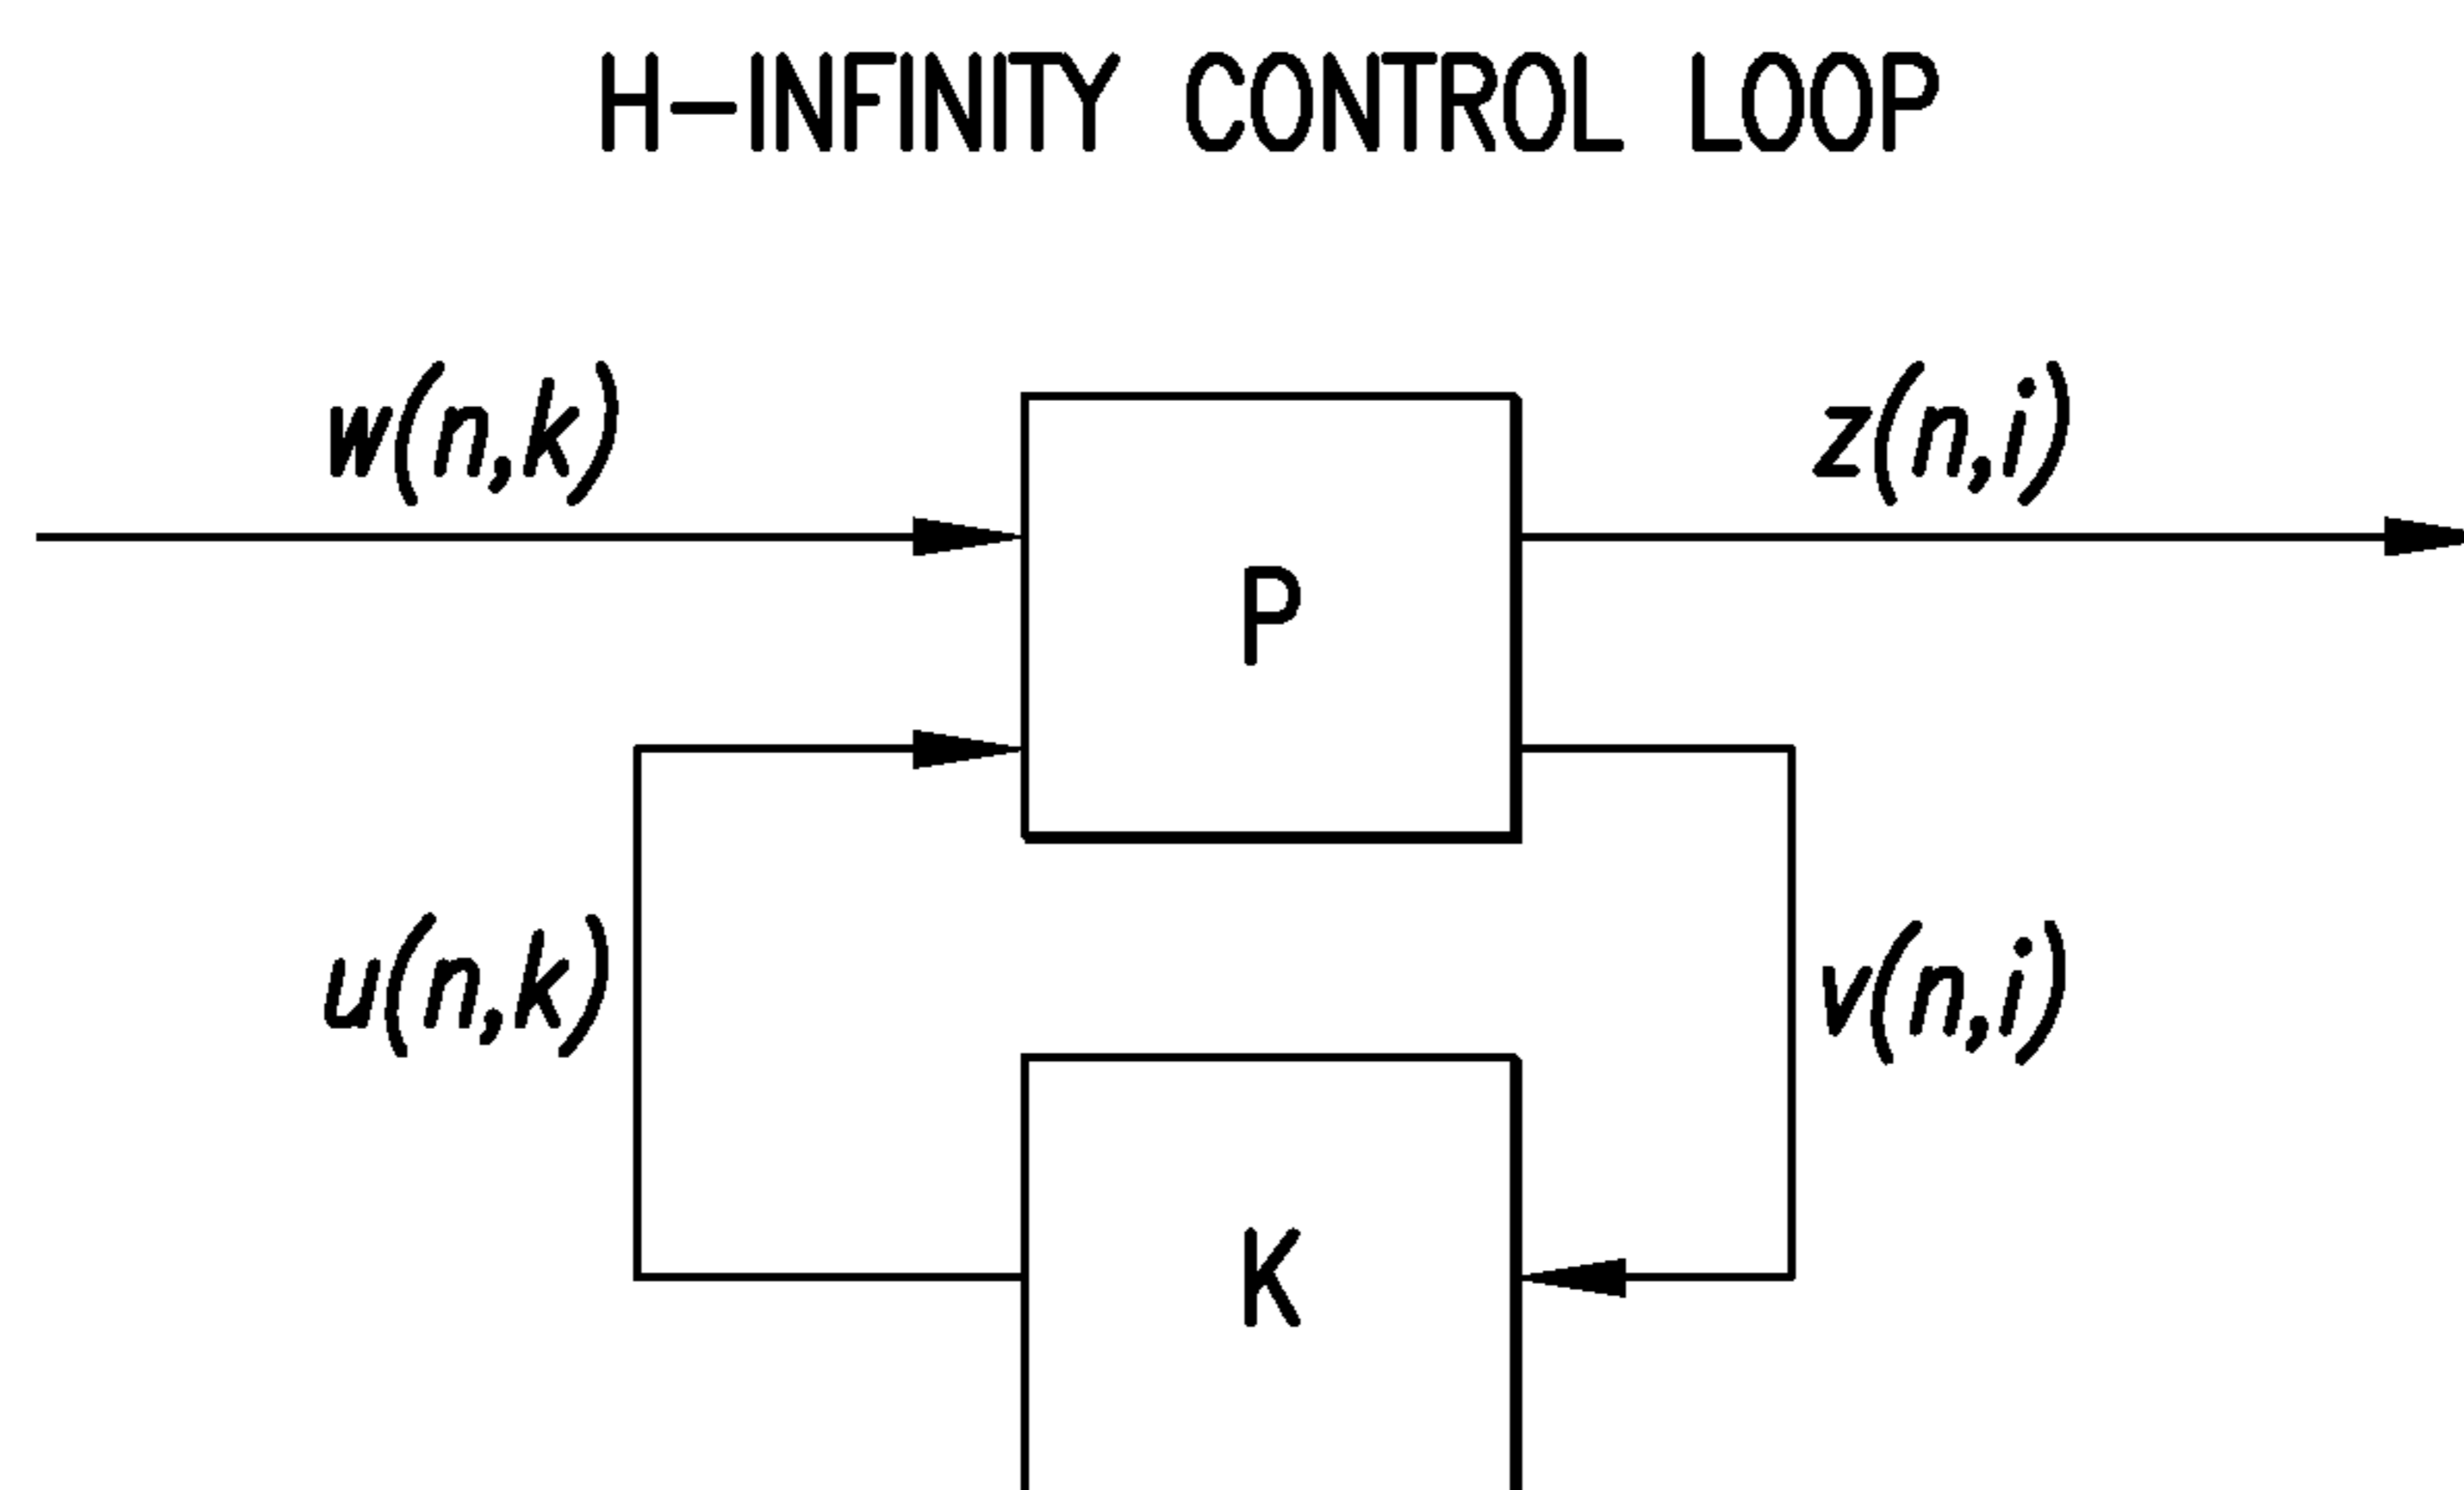 H-INFINITY CONTROL LOOP
w(n,k)
z(n,i)
P
u(n,k)
v(n,i)
K